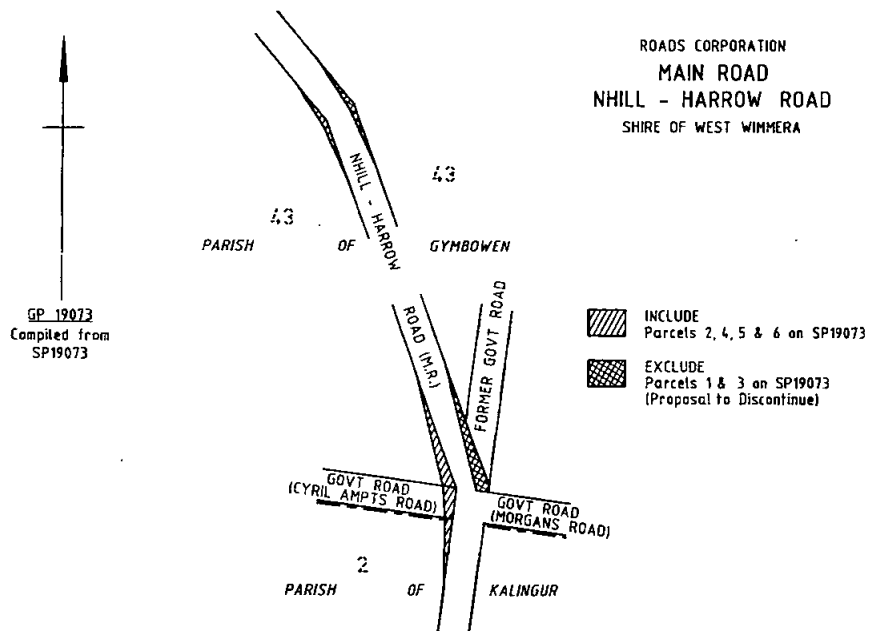 ROADS CORPORATION
MAIN ROAD
NHILL - HARROW ROAD
SHIRE OF WEST WIMMERA
NHILL - HARROW
43
43
PARISH OF GYMBOWEN
GP 19073
Compiled from
SP19073
ROAD (M.R.)
FORMER GOVT ROAD
INCLUDE
Parcels 2, 4, 5 & 6 on SP19073
EXCLUDE
Parcels 1 & 3 on SP19073
(Proposal to Discontinue)
GOVT ROAD
(CYRIL AMPTS ROAD)
GOVT ROAD
(MORGANS ROAD)
2
PARISH OF KALINGUR